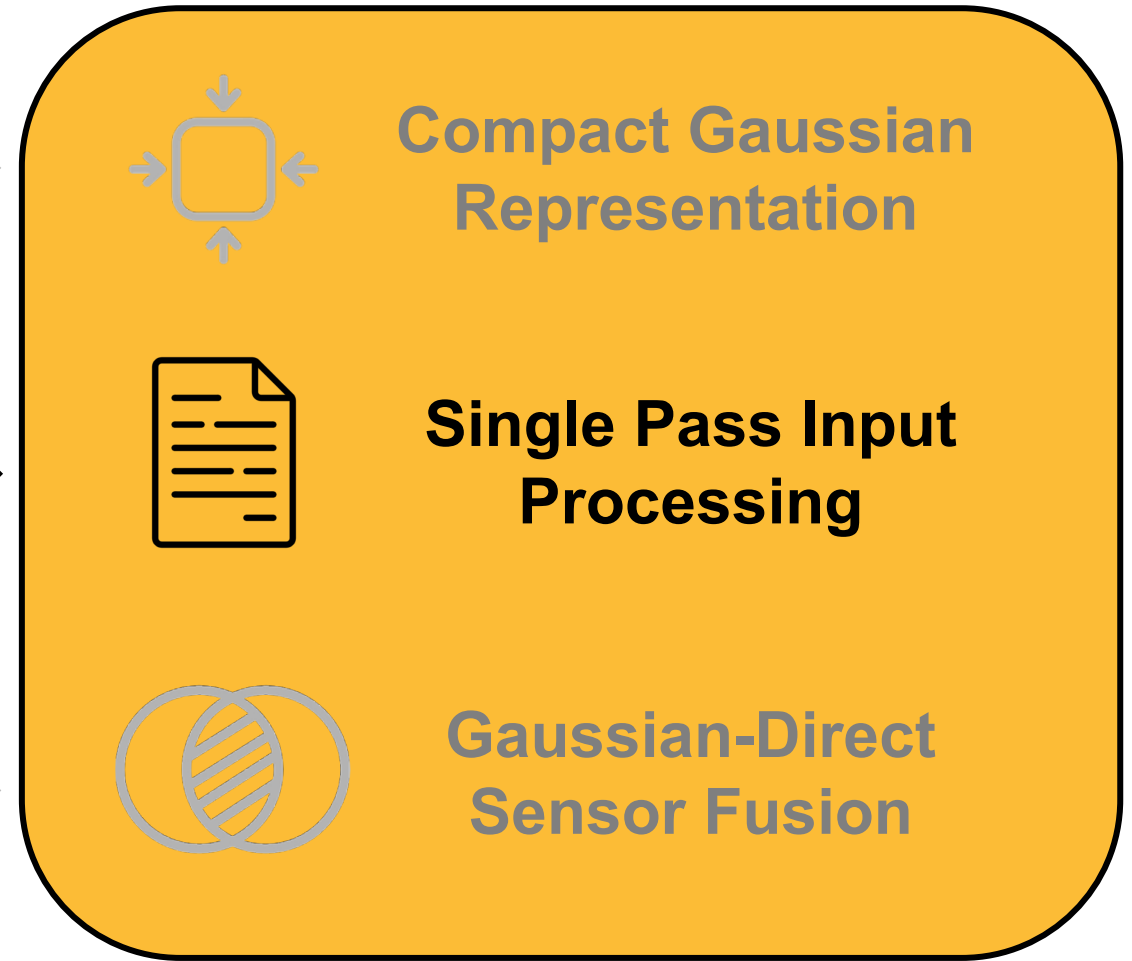 Compact Gaussian
Representation
Single Pass Input
Processing
Gaussian-Direct
Sensor Fusion